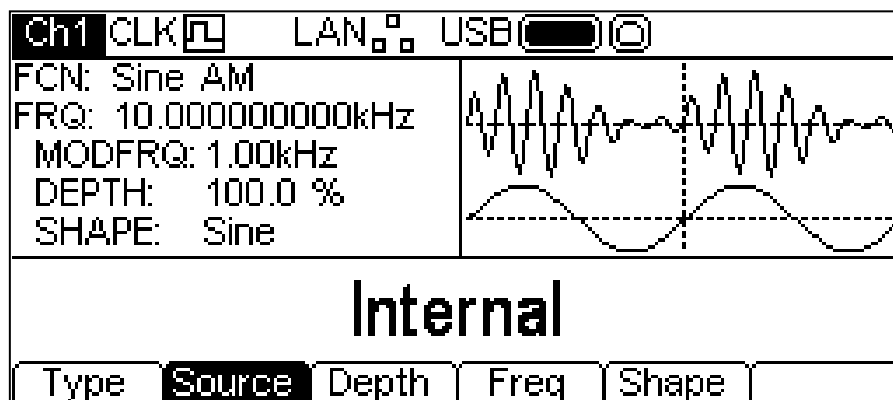 Ch1 CLK LAN USB
FCN: Sine AM
FRQ: 10.000000000kHz
MODFRQ: 1.00kHz
DEPTH: 100.0 %
SHAPE: Sine
Internal
Type Source Depth Freq Shape